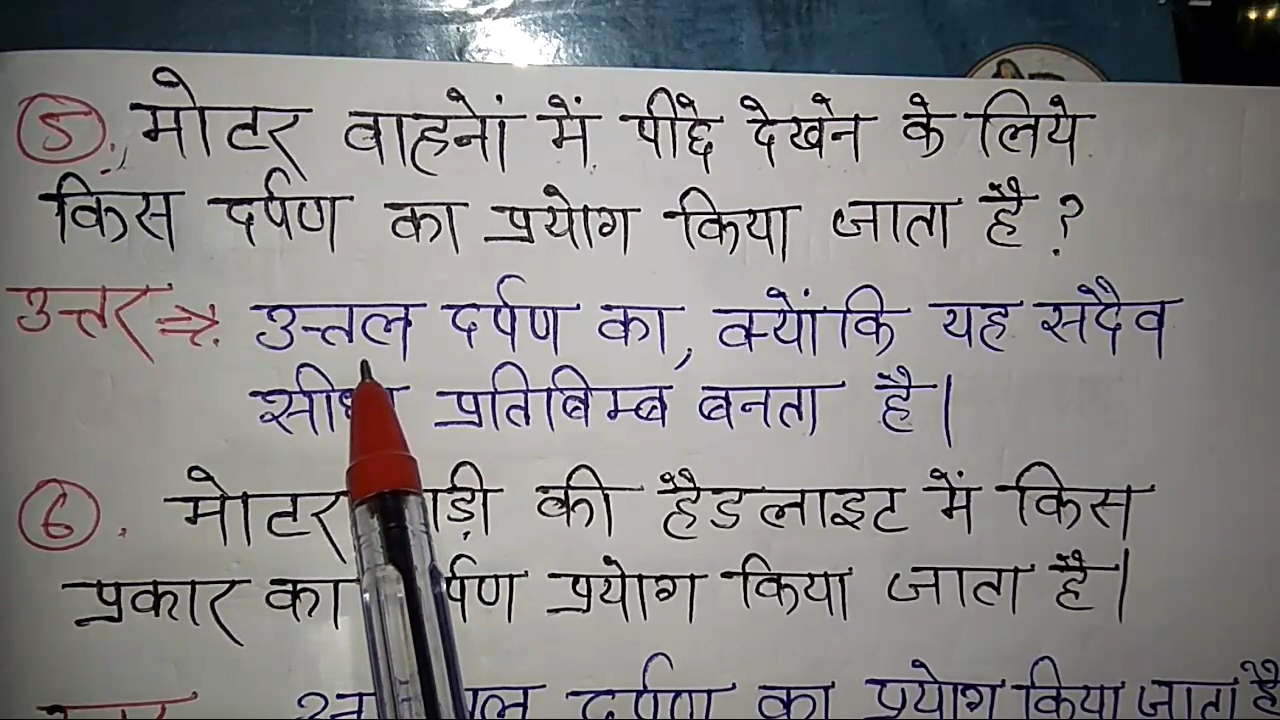 5. मोटर वाहनों में पीछे देखने के लिये
किस दर्पण का प्रयोग किया जाता है?
उत्तर ⇒ उत्तल दर्पण का, क्योंकि यह सदैव
सीधा प्रतिबिम्ब बनता है।
6. मोटर गाड़ी की हैडलाइट में किस
प्रकार का दर्पण प्रयोग किया जाता है।
दर्पण का प्रयोग किया जाता है